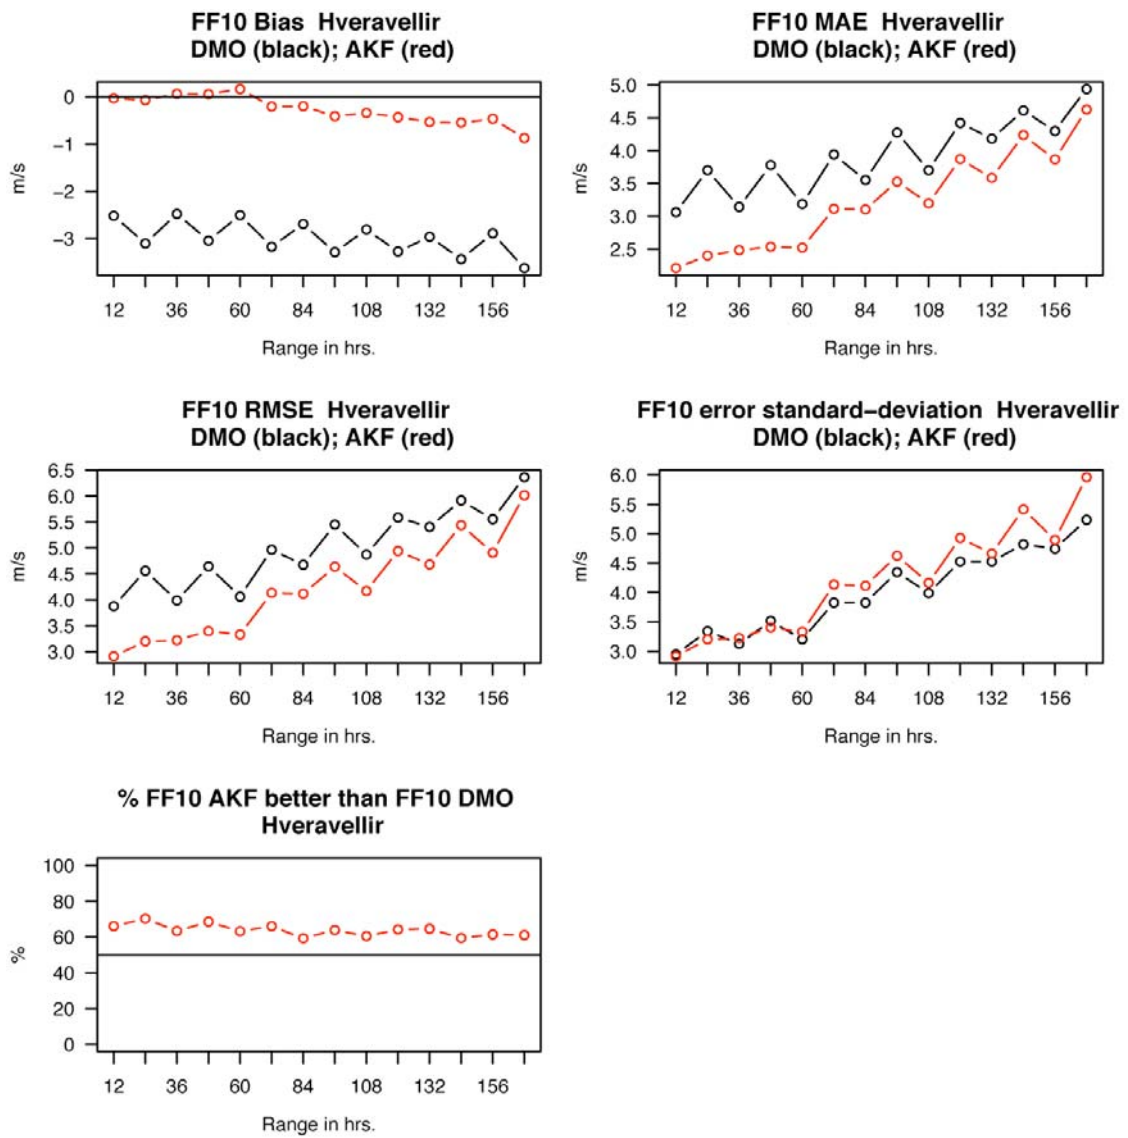 FF10 Bias  Hveravellir
DMO (black); AKF (red)
0
−1
−2
−3
m/s
12 36 60 84 108 132 156
Range in hrs.
FF10 MAE  Hveravellir
DMO (black); AKF (red)
5.0
4.5
4.0
3.5
3.0
2.5
m/s
12 36 60 84 108 132 156
Range in hrs.
FF10 RMSE  Hveravellir
DMO (black); AKF (red)
6.5
6.0
5.5
5.0
4.5
4.0
3.5
3.0
m/s
12 36 60 84 108 132 156
Range in hrs.
FF10 error standard−deviation  Hveravellir
DMO (black); AKF (red)
6.0
5.5
5.0
4.5
4.0
3.5
3.0
m/s
12 36 60 84 108 132 156
Range in hrs.
% FF10 AKF better than FF10 DMO
Hveravellir
100
80
60
40
20
0
%
12 36 60 84 108 132 156
Range in hrs.